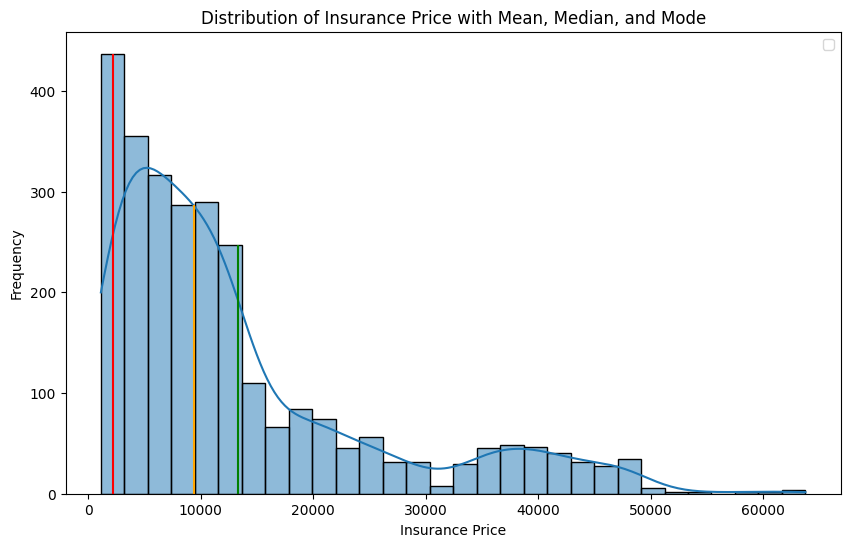 Distribution of Insurance Price with Mean, Median, and Mode
400
300
200
100
0
Frequency
0 10000 20000 30000 40000 50000 60000
Insurance Price